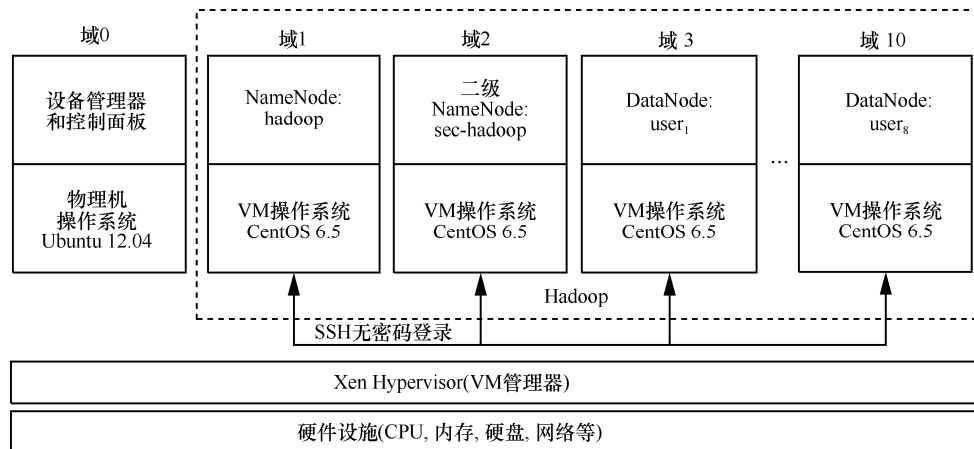 域0
域1
域2
域 3
域 10
设备管理器
和控制面板
NameNode:
hadoop
二级
NameNode:
sec-hadoop
DataNode:
user₁
...
DataNode:
user₈
物理机
操作系统
Ubuntu 12.04
VM操作系统
CentOS 6.5
VM操作系统
CentOS 6.5
VM操作系统
CentOS 6.5
VM操作系统
CentOS 6.5
Hadoop
SSH无密码登录
Xen Hypervisor(VM管理器)
硬件设施(CPU, 内存, 硬盘, 网络等)